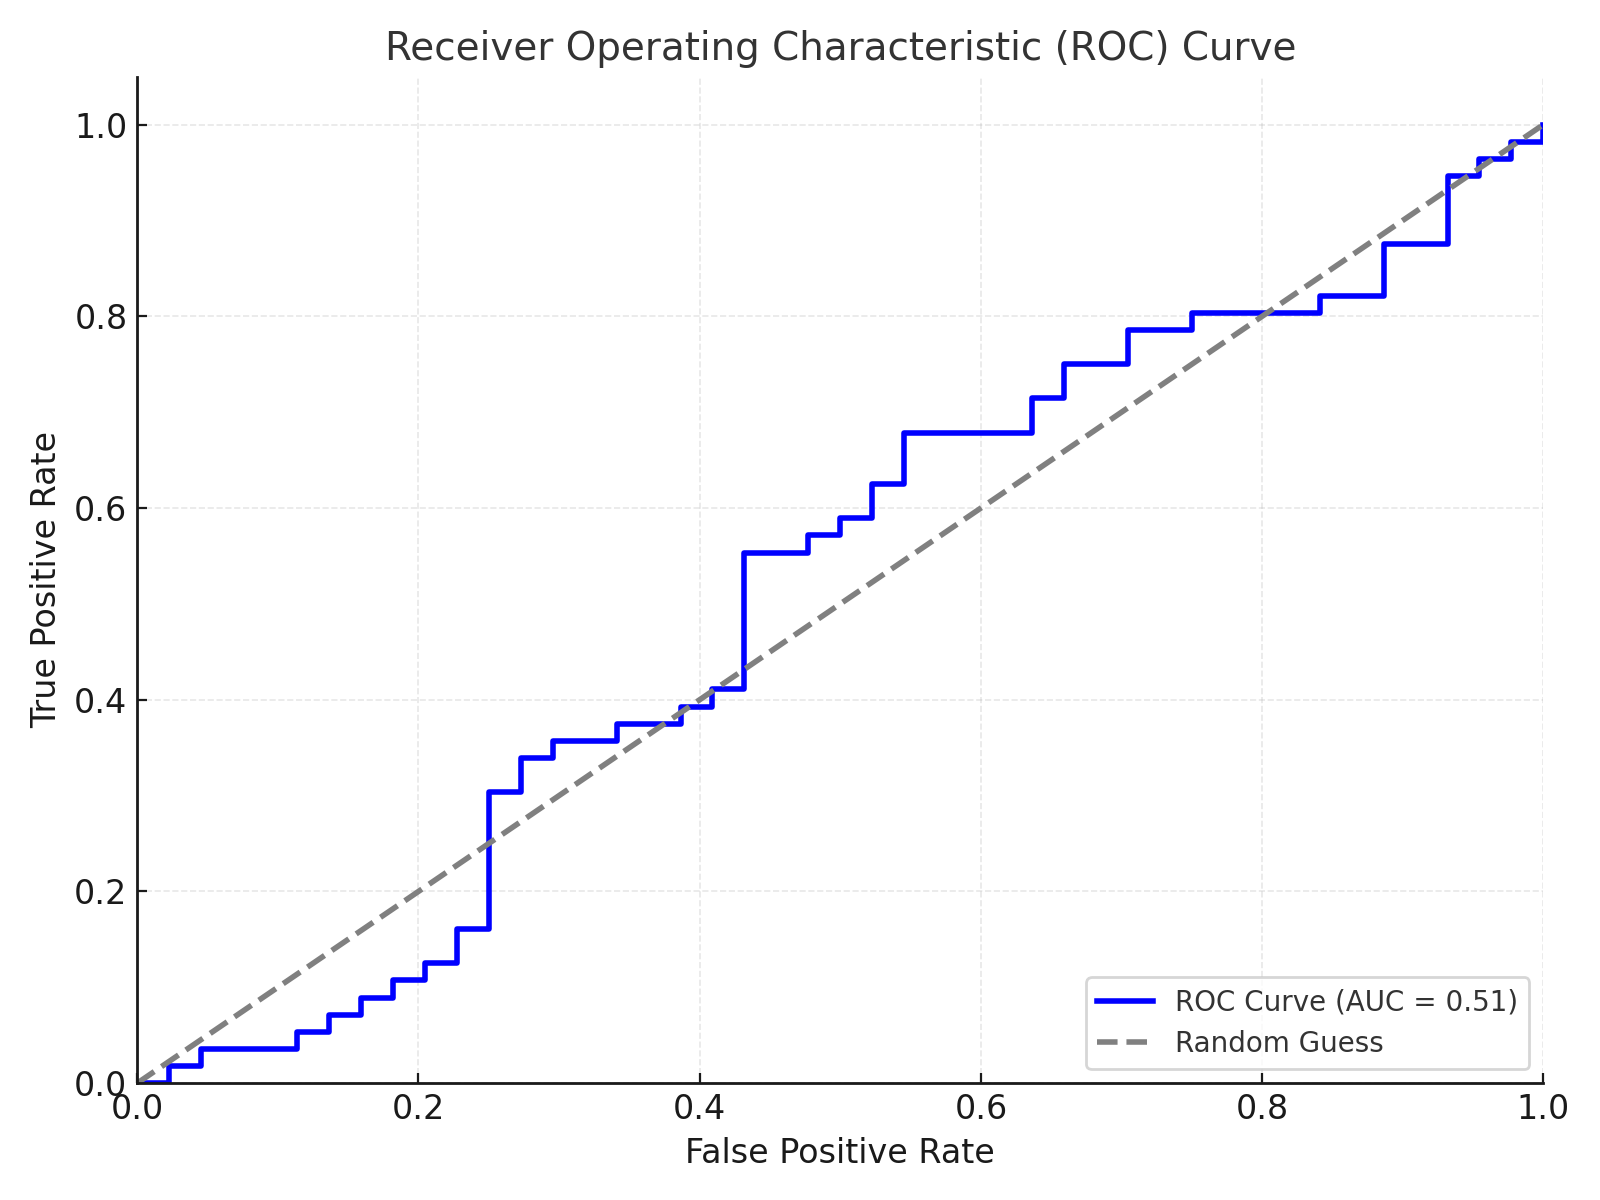 Receiver Operating Characteristic (ROC) Curve
1.0
0.8
0.6
0.4
0.2
0.0
True Positive Rate
0.0 0.2 0.4 0.6 0.8 1.0
False Positive Rate
ROC Curve (AUC = 0.51)
Random Guess